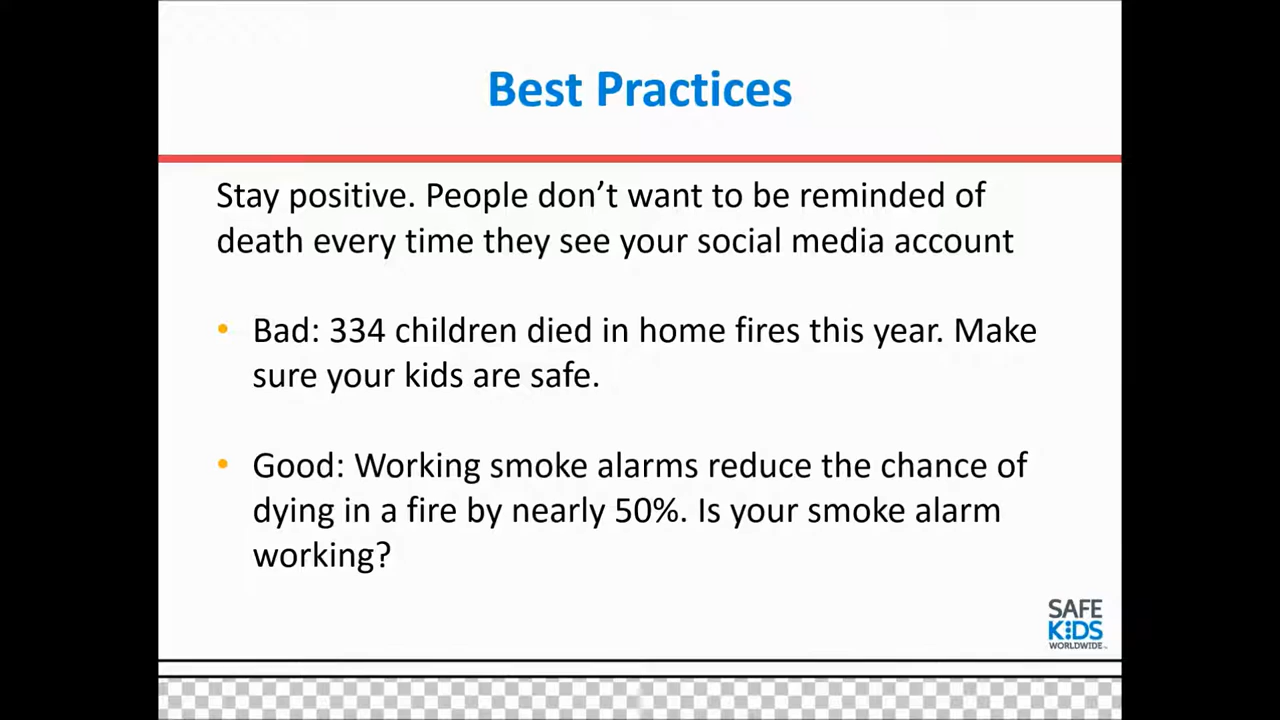 Best Practices
Stay positive. People don’t want to be reminded of
death every time they see your social media account
• Bad: 334 children died in home fires this year. Make
sure your kids are safe.
• Good: Working smoke alarms reduce the chance of
dying in a fire by nearly 50%. Is your smoke alarm
working?
SAFE
KIDS
WORLDWIDE™